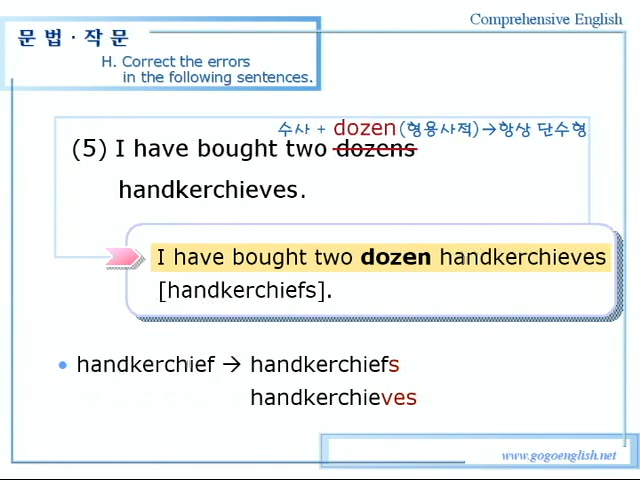 Comprehensive English
문 법 · 작 문
H. Correct the errors
in the following sentences.
수사 + dozen(형용사적)→항상 단수형
(5) I have bought two dozens
handkerchieves.
I have bought two dozen handkerchieves
[handkerchiefs].
• handkerchief → handkerchiefs
handkerchieves
www.gogoenglish.net